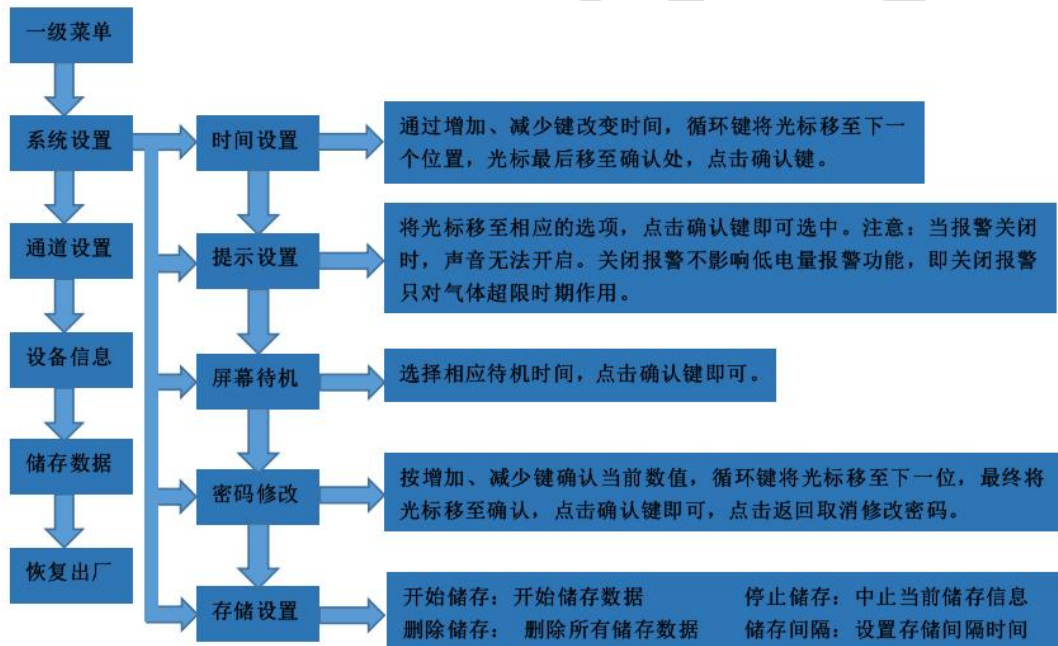 一级菜单
系统设置
时间设置
通过增加、减少键改变时间，循环键将光标移至下一
个位置，光标最后移至确认处，点击确认键。
通道设置
提示设置
将光标移至相应的选项，点击确认键即可选中。注意：当报警关闭
时，声音无法开启。关闭报警不影响低电量报警功能，即关闭报警
只对气体超限时期作用。
设备信息
屏幕待机
选择相应待机时间，点击确认键即可。
储存数据
密码修改
按增加、减少键确认当前数值，循环键将光标移至下一位，最终将
光标移至确认，点击确认键即可，点击返回取消修改密码。
恢复出厂
存储设置
开始储存：开始储存数据 停止储存：中止当前储存信息
删除储存： 删除所有储存数据 储存间隔：设置存储间隔时间